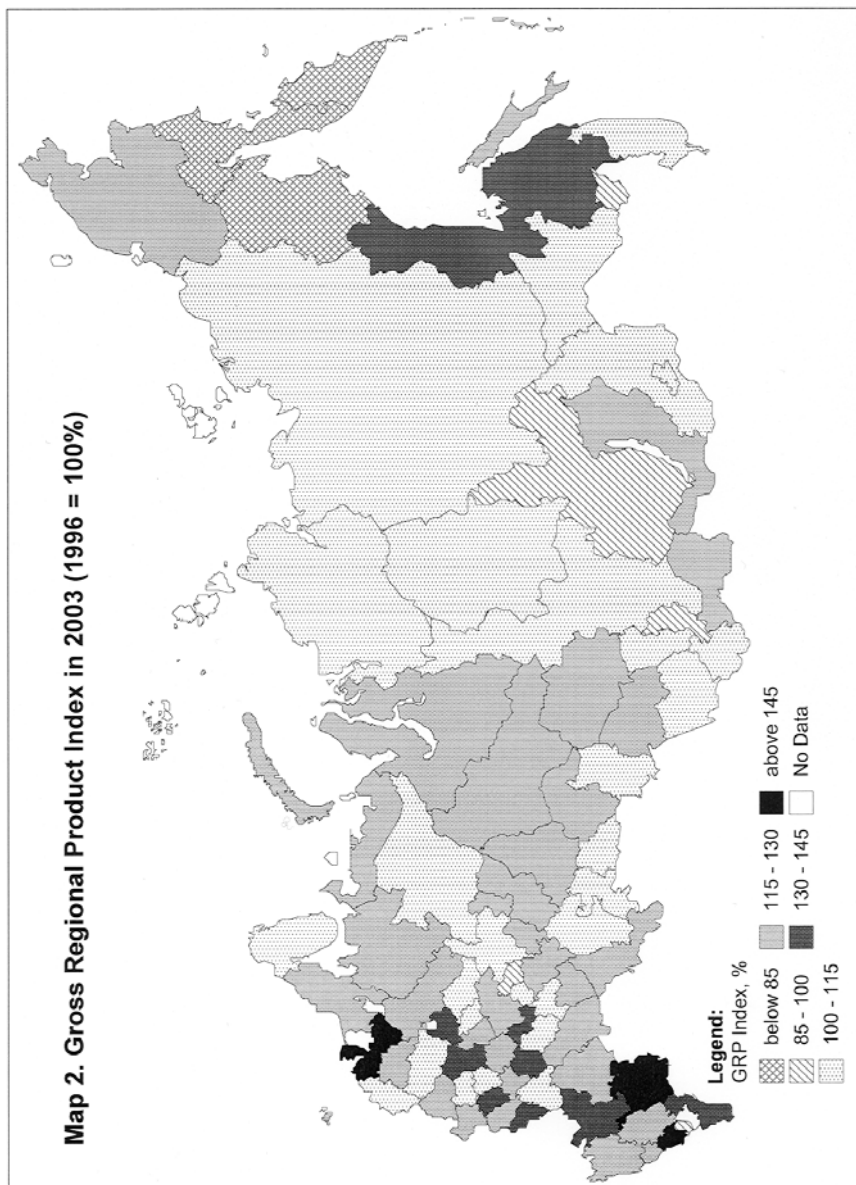 Map 2. Gross Regional Product Index in 2003 (1996 = 100%)
Legend:
GRP Index, %
below 85
85 - 100
100 - 115
115 - 130
130 - 145
above 145
No Data